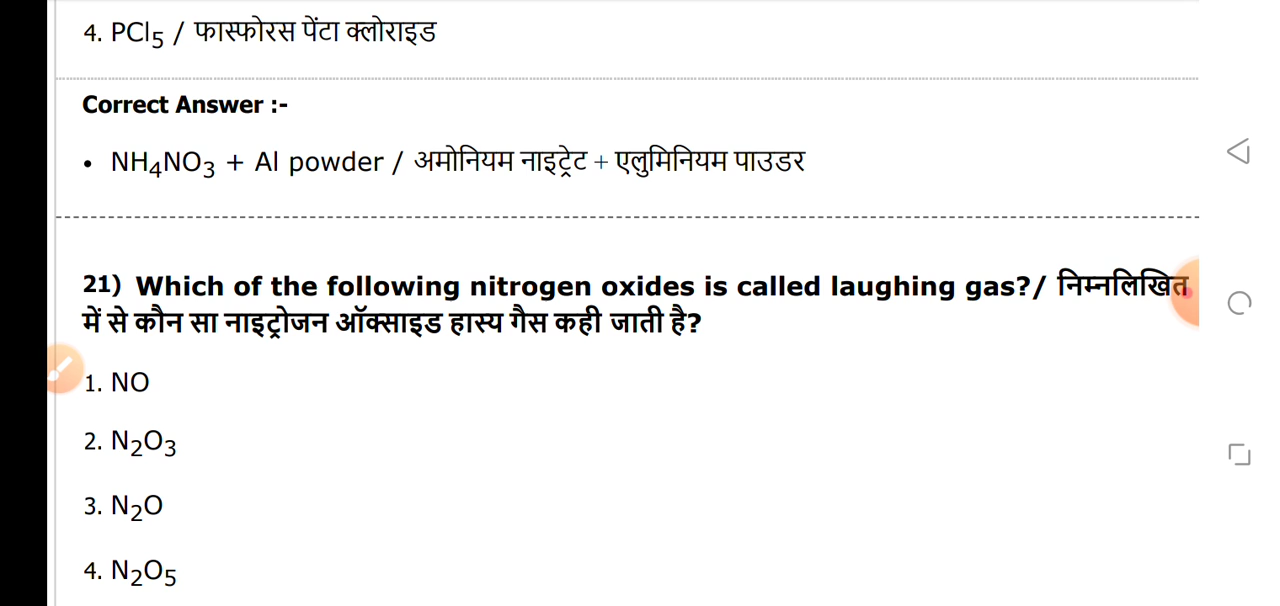 4. PCl5 / फास्फोरस पेंटा क्लोराइड
Correct Answer :-
• NH4NO3 + Al powder / अमोनियम नाइट्रेट + एलुमिनियम पाउडर
21) Which of the following nitrogen oxides is called laughing gas?/ निम्नलिखित
में से कौन सा नाइट्रोजन ऑक्साइड हास्य गैस कही जाती है?
1. NO
2. N2O3
3. N2O
4. N2O5